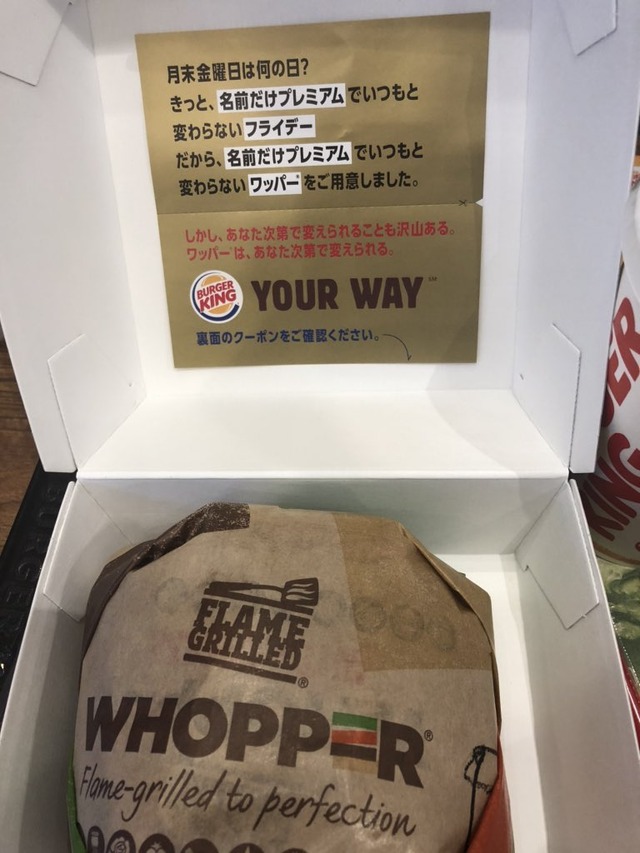 月末金曜日は何の日?
きっと、名前だけプレミアムでいつもと
変わらないフライデー
だから、名前だけプレミアムでいつもと
変わらないワッパー®をご用意しました。
しかし、あなた次第で変えられることも沢山ある。
ワッパー®は、あなた次第で変えられる。
BURGER
KING
YOUR WAY℠
裏面のクーポンをご確認ください。
KING
FLAME
GRILLED®
WHOPPER®
Flame-grilled to perfection